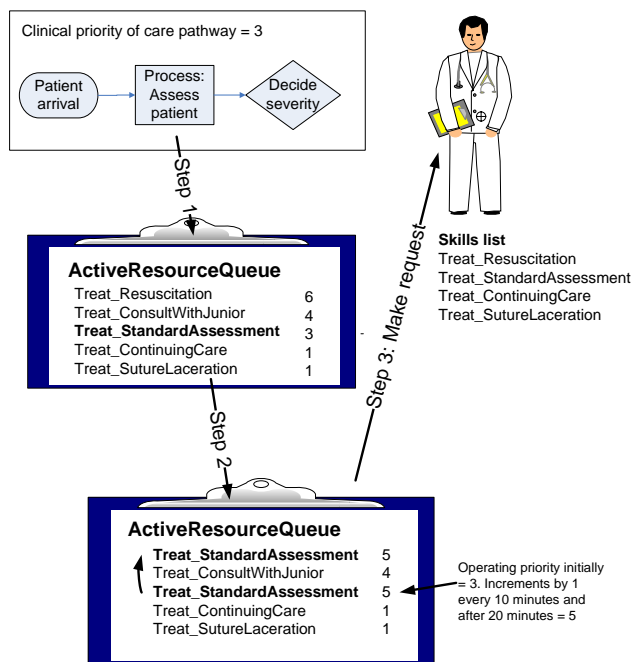 Clinical priority of care pathway = 3
Patient
arrival
Process:
Assess
patient
Decide
severity
Step 1
ActiveResourceQueue
Treat_Resuscitation 6
Treat_ConsultWithJunior 4
Treat_StandardAssessment 3
Treat_ContinuingCare 1
Treat_SutureLaceration 1
Skills list
Treat_Resuscitation
Treat_StandardAssessment
Treat_ContinuingCare
Treat_SutureLaceration
Step 3: Make request
Step 2
ActiveResourceQueue
Treat_StandardAssessment 5
Treat_ConsultWithJunior 4
Treat_StandardAssessment 5
Treat_ContinuingCare 1
Treat_SutureLaceration 1
Operating priority initially
= 3. Increments by 1
every 10 minutes and
after 20 minutes = 5